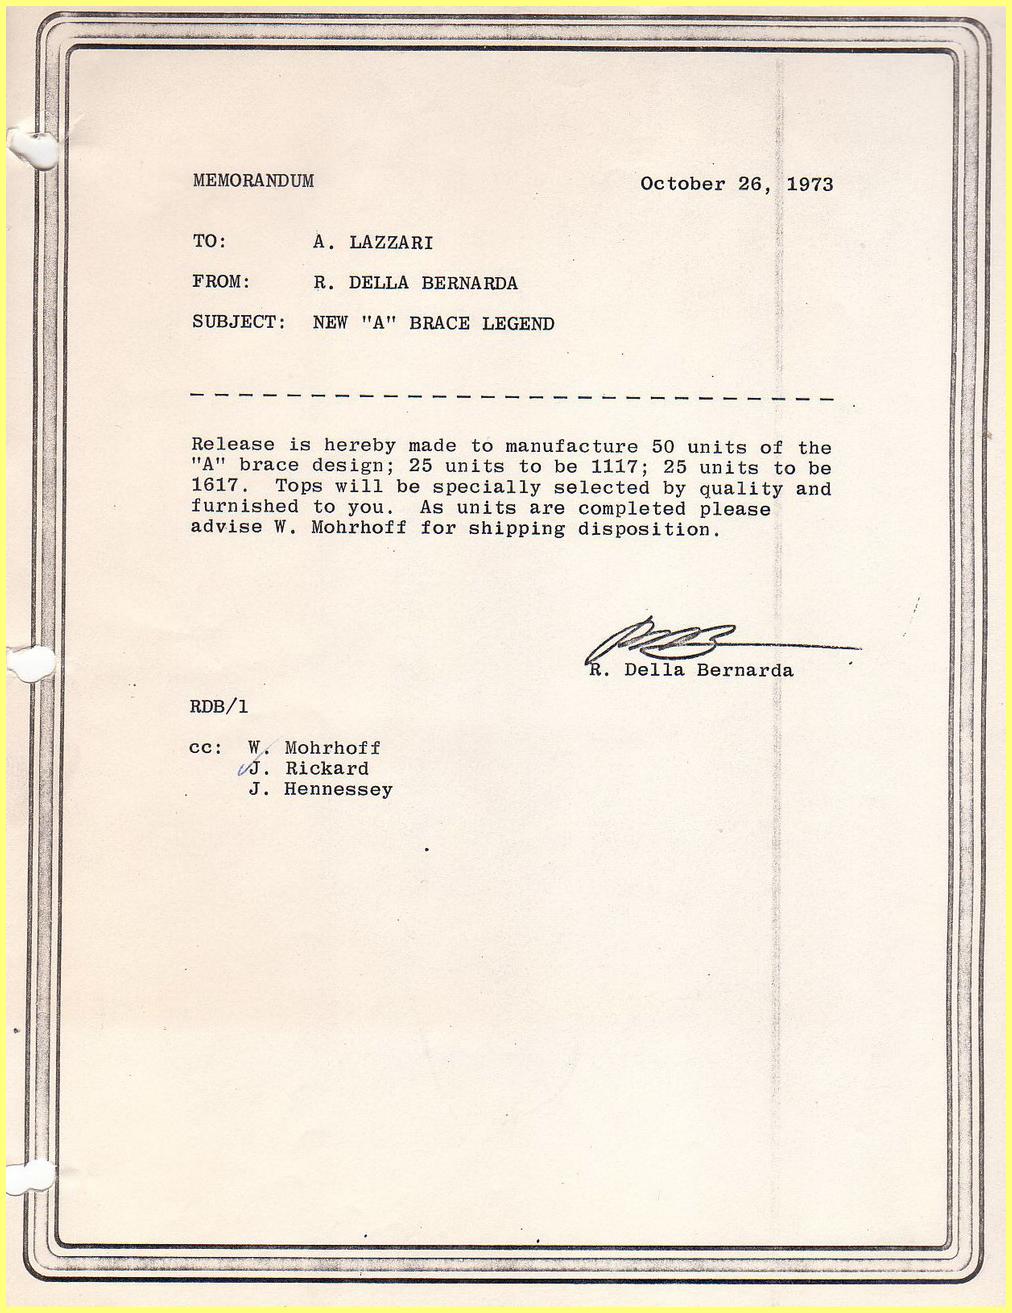 MEMORANDUM October 26, 1973
TO: A. LAZZARI
FROM: R. DELLA BERNARDA
SUBJECT: NEW "A" BRACE LEGEND
Release is hereby made to manufacture 50 units of the
"A" brace design; 25 units to be 1117; 25 units to be
1617. Tops will be specially selected by quality and
furnished to you. As units are completed please
advise W. Mohrhoff for shipping disposition.
R. Della Bernarda
RDB/l
cc: W. Mohrhoff
J. Rickard
J. Hennessey